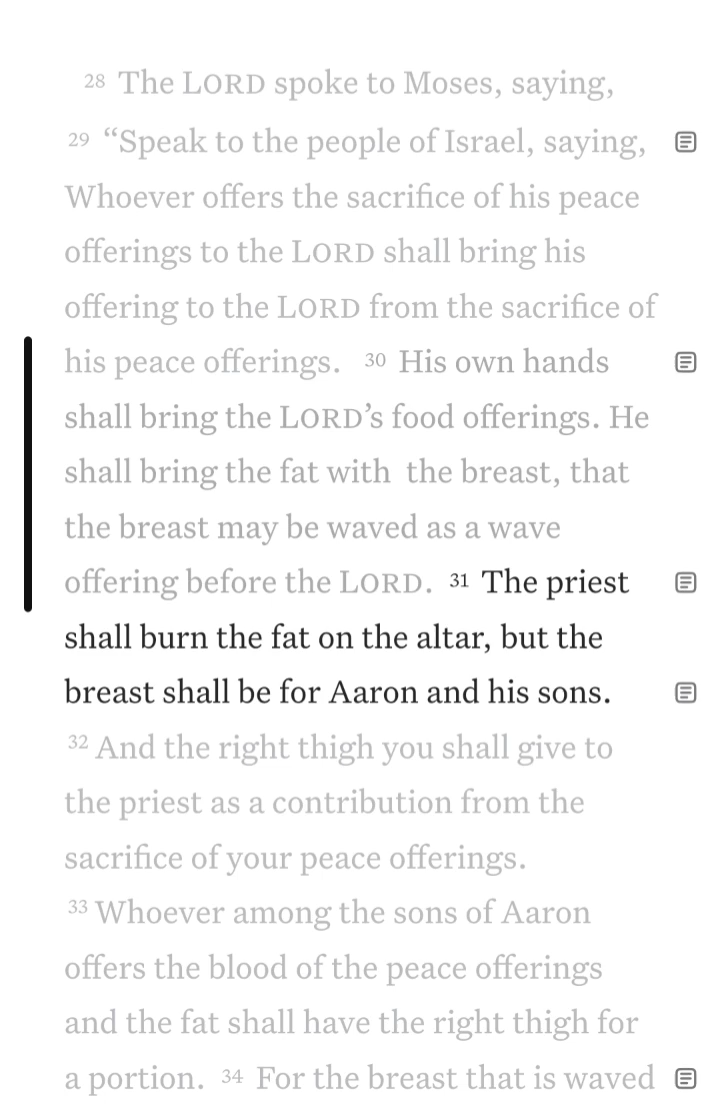 28 The LORD spoke to Moses, saying,
29 “Speak to the people of Israel, saying,
Whoever offers the sacrifice of his peace
offerings to the LORD shall bring his
offering to the LORD from the sacrifice of
his peace offerings. 30 His own hands
shall bring the LORD’s food offerings. He
shall bring the fat with the breast, that
the breast may be waved as a wave
offering before the LORD. 31 The priest
shall burn the fat on the altar, but the
breast shall be for Aaron and his sons.
32 And the right thigh you shall give to
the priest as a contribution from the
sacrifice of your peace offerings.
33 Whoever among the sons of Aaron
offers the blood of the peace offerings
and the fat shall have the right thigh for
a portion. 34 For the breast that is waved